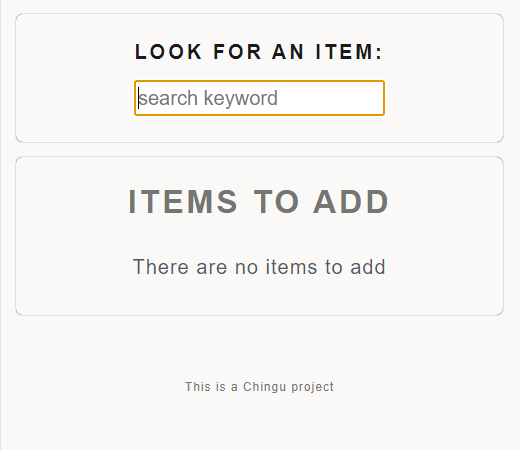 LOOK FOR AN ITEM:
search keyword
ITEMS TO ADD
There are no items to add
This is a Chingu project